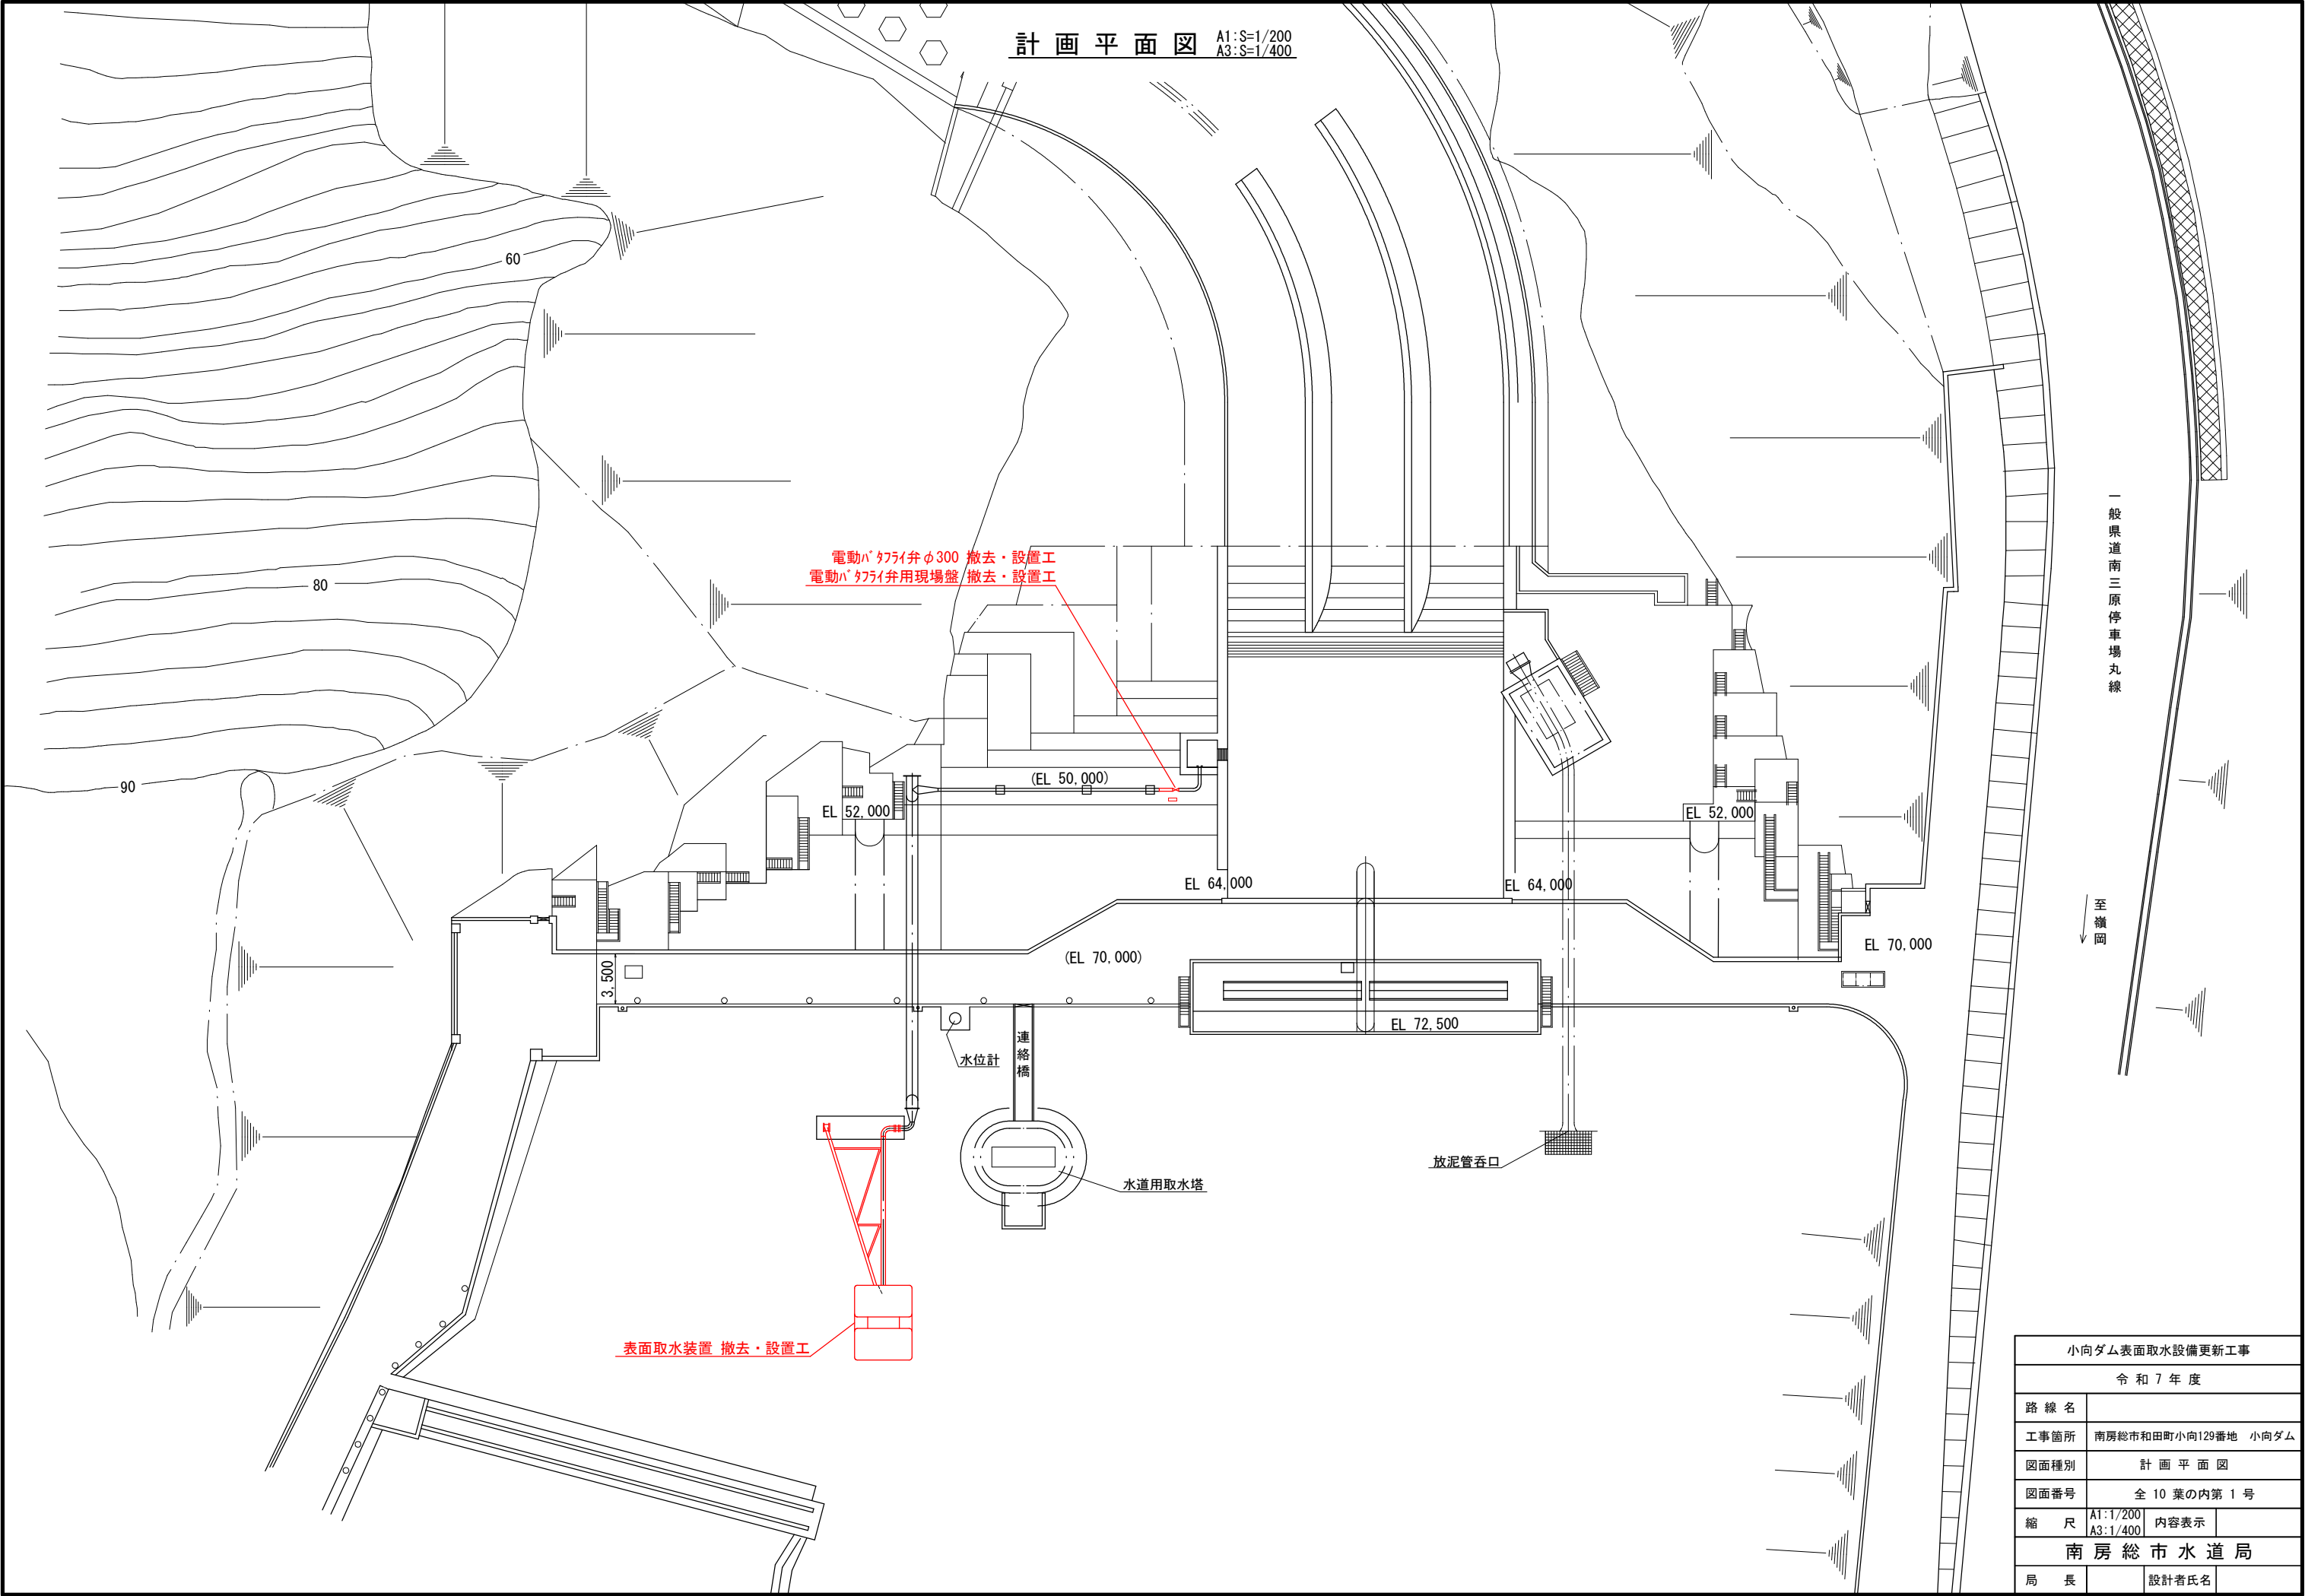 計画平面図
A1:S=1/200
A3:S=1/400
60
80
90
電動ﾊﾞﾀﾌﾗｲ弁φ300 撤去・設置工
電動ﾊﾞﾀﾌﾗｲ弁用現場盤 撤去・設置工
(EL 50,000)
EL 52,000
EL 52,000
EL 64,000
EL 64,000
(EL 70,000)
EL 70,000
3,500
EL 72,500
水位計
連絡橋
水道用取水塔
放泥管呑口
表面取水装置 撤去・設置工
一般県道南三原停車場丸線
至嶺岡
小向ダム表面取水設備更新工事
令和7年度
路線名
工事箇所 南房総市和田町小向129番地 小向ダム
図面種別 計画平面図
図面番号 全10葉の内第1号
縮尺 A1:1/200 A3:1/400 内容表示
南房総市水道局
局長 設計者氏名